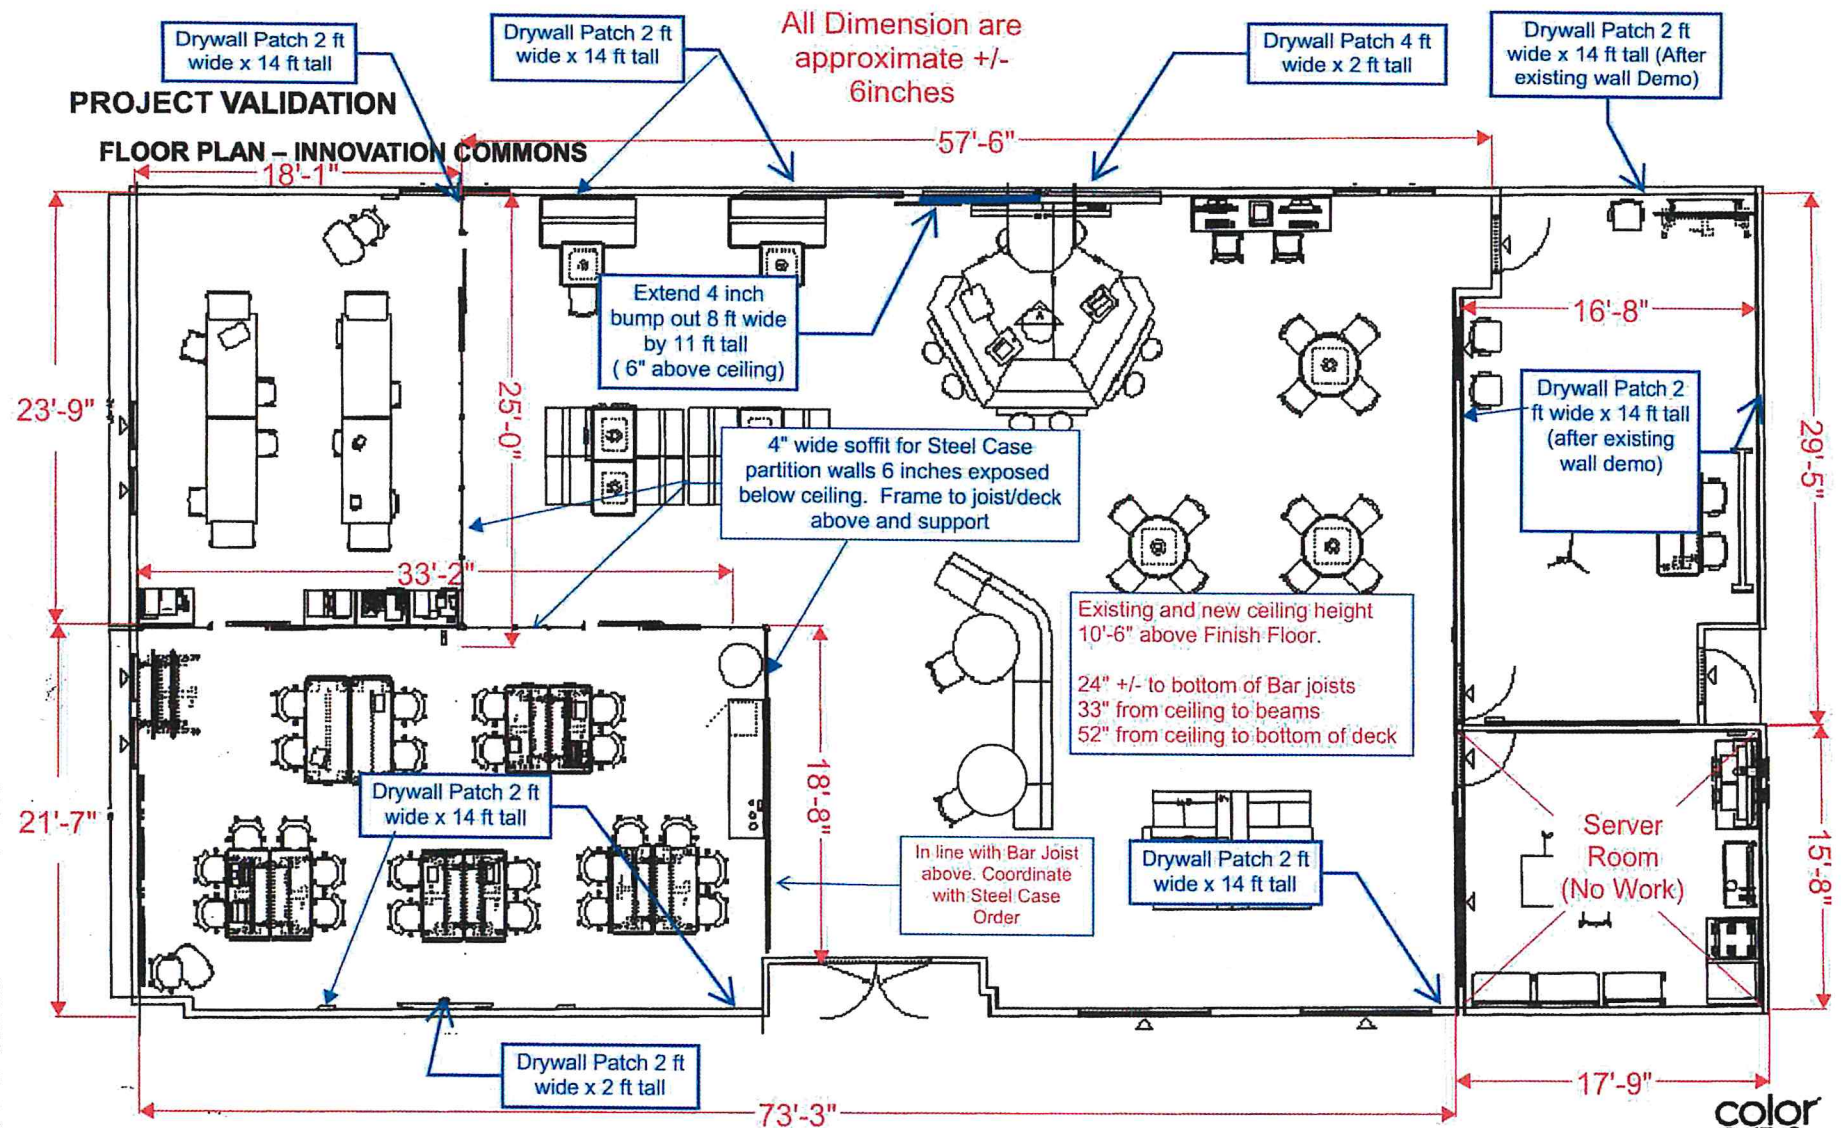 All Dimension are
approximate +/-
6inches
Drywall Patch 2 ft
wide x 14 ft tall
Drywall Patch 2 ft
wide x 14 ft tall
Drywall Patch 4 ft
wide x 2 ft tall
Drywall Patch 2 ft
wide x 14 ft tall (After
existing wall Demo)
PROJECT VALIDATION
FLOOR PLAN – INNOVATION COMMONS
57'-6"
18'-1"
Extend 4 inch
bump out 8 ft wide
by 11 ft tall
( 6" above ceiling)
A
16'-8"
23'-9"
25'-0"
Drywall Patch 2
ft wide x 14 ft tall
(after existing
wall demo)
29'-5"
4" wide soffit for Steel Case
partition walls 6 inches exposed
below ceiling. Frame to joist/deck
above and support
33'-2"
Existing and new ceiling height
10'-6" above Finish Floor.
24" +/- to bottom of Bar joists
33" from ceiling to beams
52" from ceiling to bottom of deck
21'-7"
Drywall Patch 2 ft
wide x 14 ft tall
18'-8"
In line with Bar Joist
above. Coordinate
with Steel Case
Order
Drywall Patch 2 ft
wide x 14 ft tall
Server
Room
(No Work)
15'-8"
Drywall Patch 2 ft
wide x 2 ft tall
17'-9"
73'-3"
color